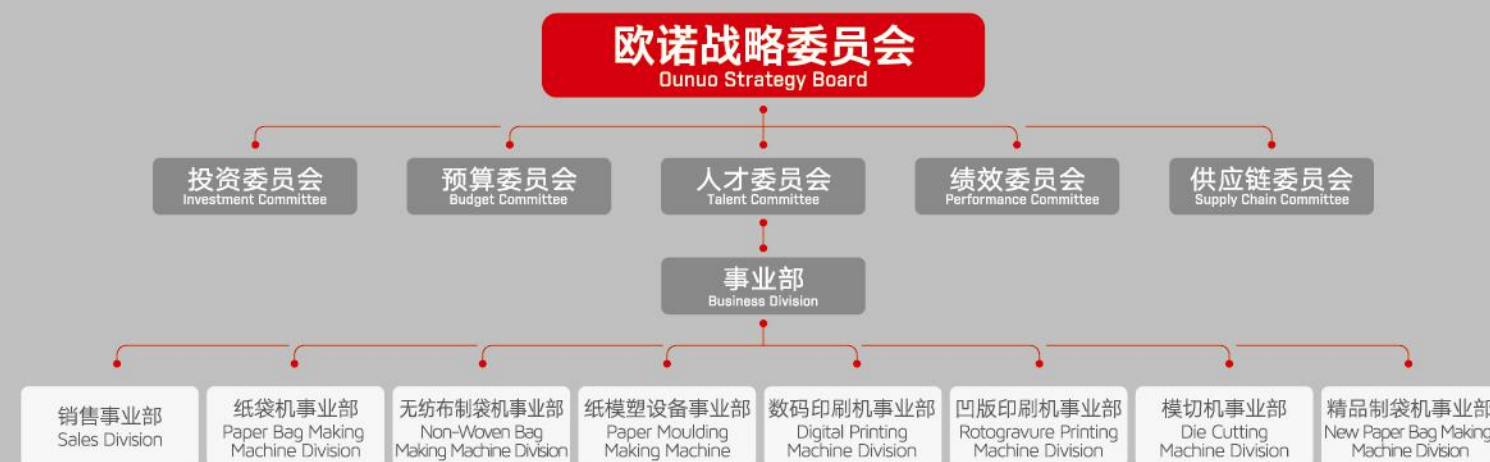 欧诺战略委员会
Ounuo Strategy Board
投资委员会
Investment Committee
预算委员会
Budget Committee
人才委员会
Talent Committee
绩效委员会
Performance Committee
供应链委员会
Supply Chain Committee
事业部
Business Division
销售事业部
Sales Division
纸袋机事业部
Paper Bag Making
Machine Division
无纺布制袋机事业部
Non-Woven Bag
Making Machine Division
纸模塑设备事业部
Paper Moulding
Making Machine
数码印刷机事业部
Digital Printing
Machine Division
凹版印刷机事业部
Rotogravure Printing
Machine Division
模切机事业部
Die Cutting
Machine Division
精品制袋机事业部
New Paper Bag Making
Machine Division